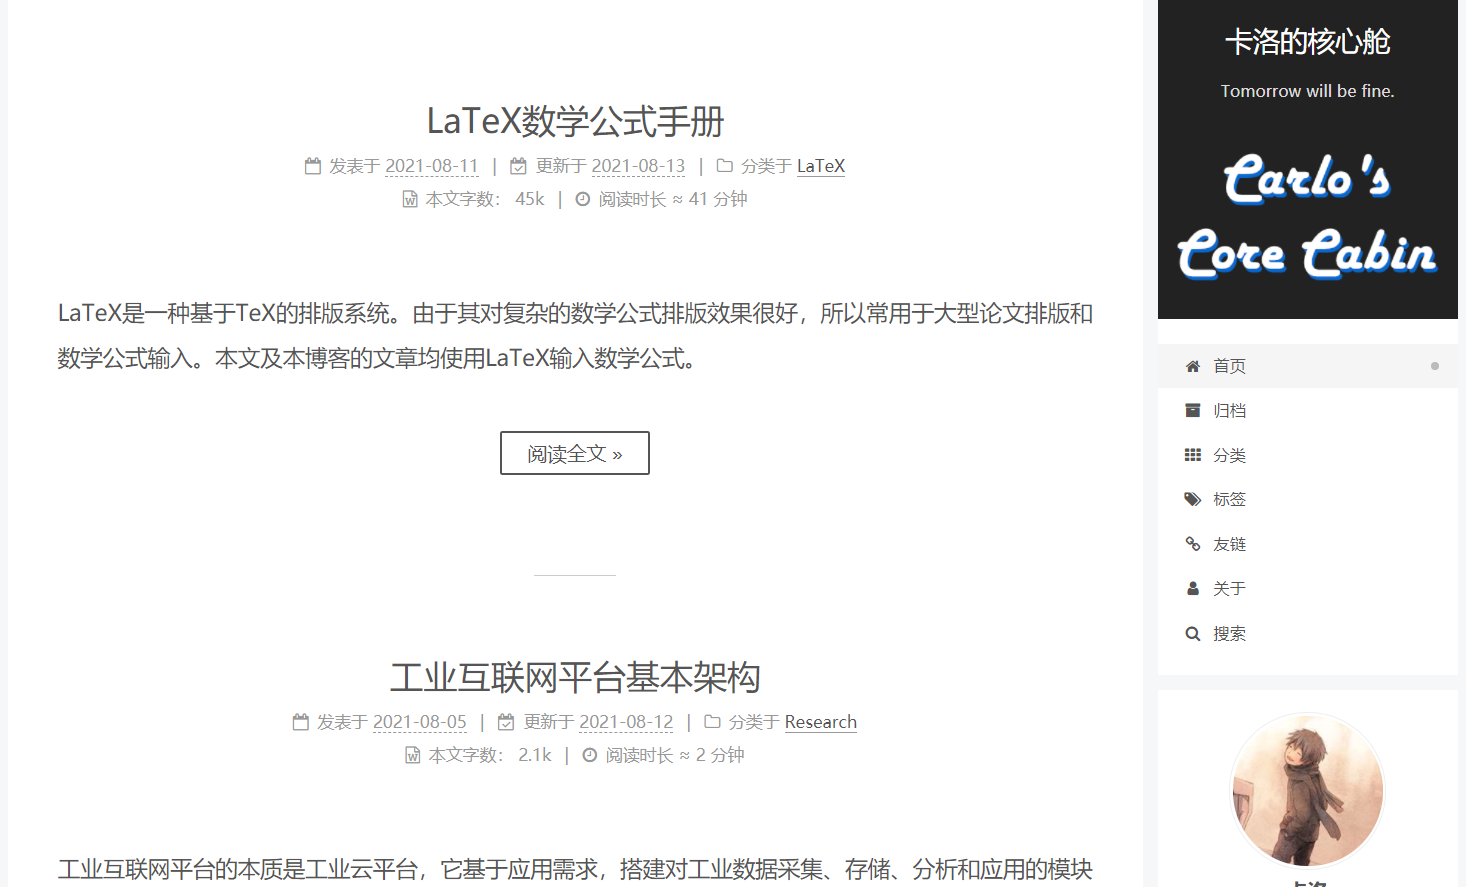 LaTeX数学公式手册
发表于 2021-08-11 | 更新于 2021-08-13 | 分类于 LaTeX
本文字数： 45k | 阅读时长 ≈ 41 分钟
LaTeX是一种基于TeX的排版系统。由于其对复杂的数学公式排版效果很好，所以常用于大型论文排版和
数学公式输入。本文及本博客的文章均使用LaTeX输入数学公式。
阅读全文 »
工业互联网平台基本架构
发表于 2021-08-05 | 更新于 2021-08-12 | 分类于 Research
本文字数： 2.1k | 阅读时长 ≈ 2 分钟
工业互联网平台的本质是工业云平台，它基于应用需求，搭建对工业数据采集、存储、分析和应用的模块
卡洛的核心舱
Tomorrow will be fine.
Carlo's
Core Cabin
首页
归档
分类
标签
友链
关于
搜索
卡洛